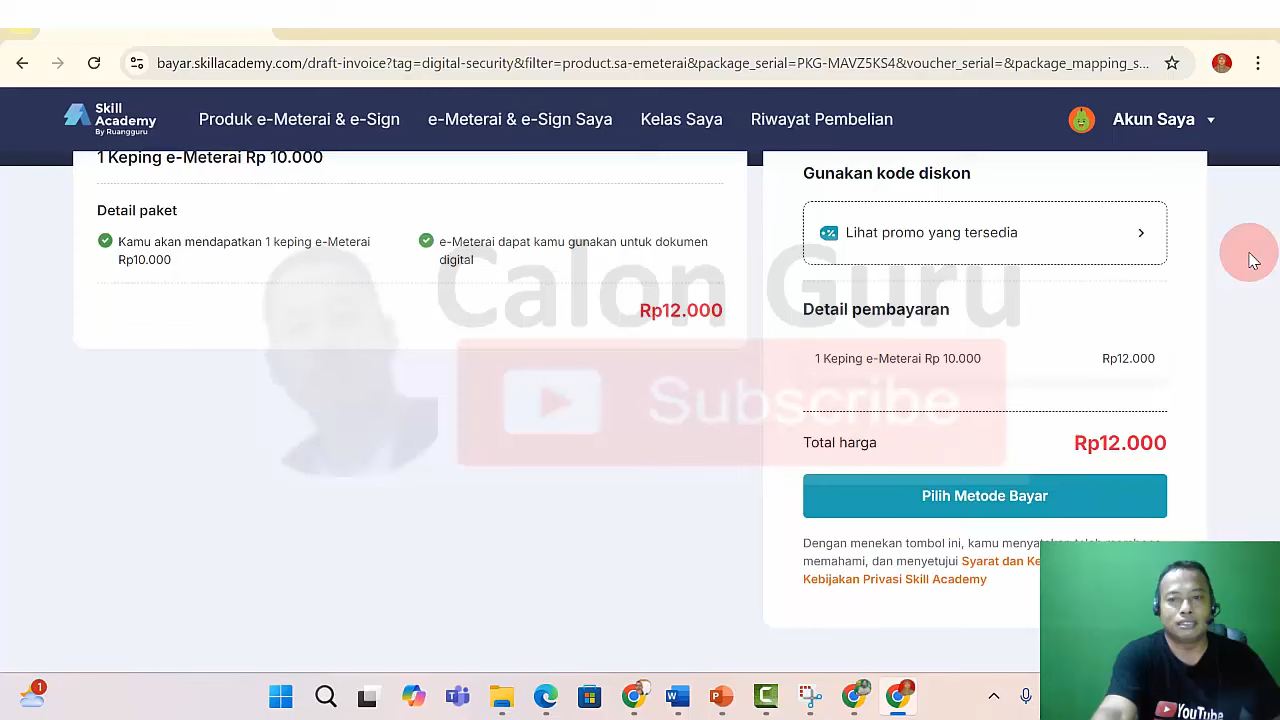 bayar.skillacademy.com/draft-invoice?tag=digital-security&filter=product.sa-emeterai&package_serial=PKG-MAVZ5KS4&voucher_serial=&package_mapping_s...
Skill
Academy
By Ruangguru
Produk e-Meterai & e-Sign
e-Meterai & e-Sign Saya
Kelas Saya
Riwayat Pembelian
Akun Saya
1 Keping e-Meterai Rp 10.000
Detail paket
Kamu akan mendapatkan 1 keping e-Meterai
Rp10.000
e-Meterai dapat kamu gunakan untuk dokumen
digital
Rp12.000
Gunakan kode diskon
Lihat promo yang tersedia
Detail pembayaran
1 Keping e-Meterai Rp 10.000
Rp12.000
Total harga
Rp12.000
Pilih Metode Bayar
Dengan menekan tombol ini, kamu
memahami, dan menyetujui Syarat dan
Kebijakan Privasi Skill Academy
Calon Guru
Subscribe
YouTube
1